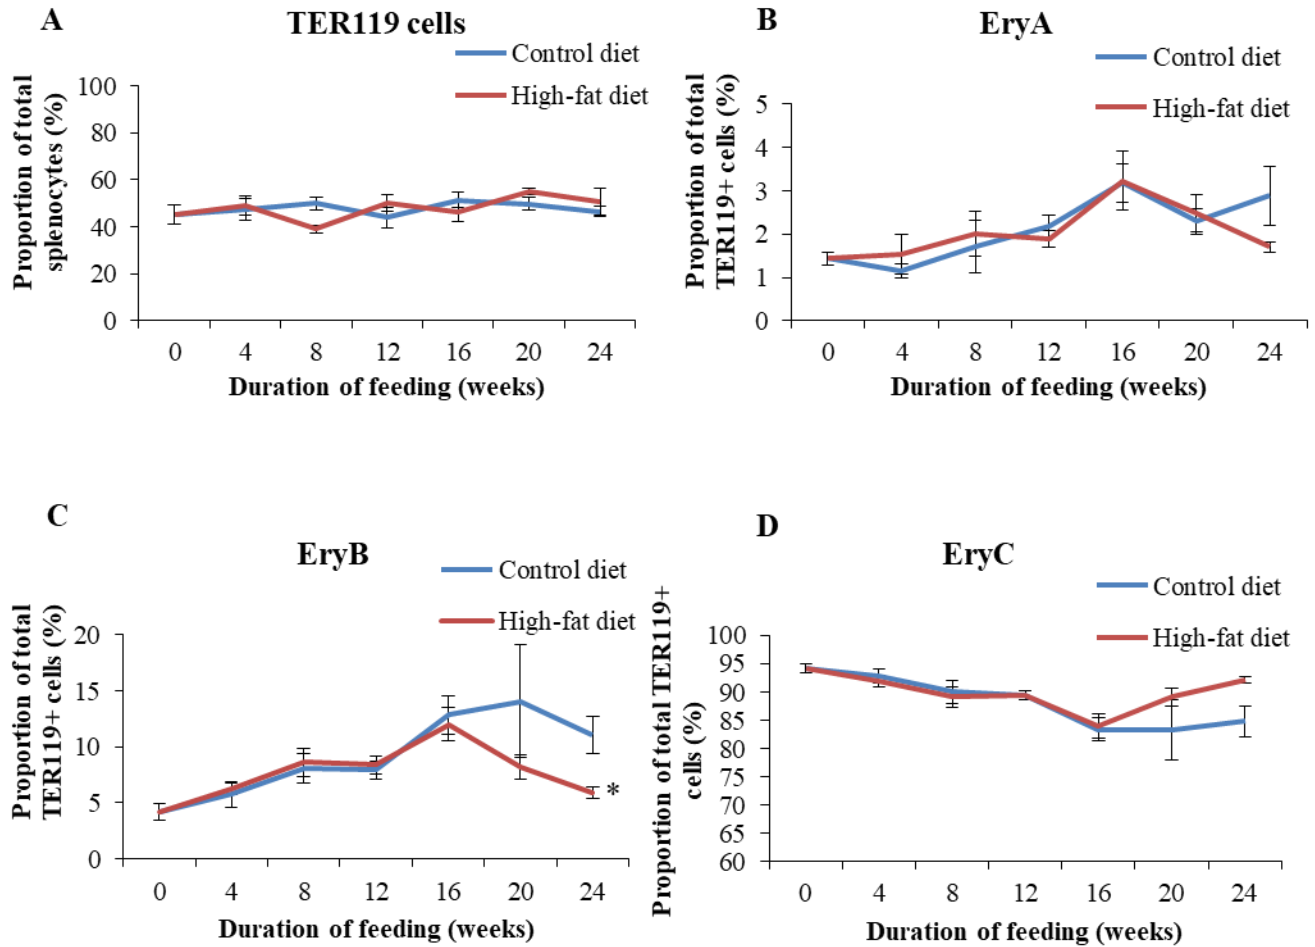 A
TER119 cells
Control diet
High-fat diet
Proportion of total
splenocytes (%)
100
80
60
40
20
0
0 4 8 12 16 20 24
Duration of feeding (weeks)
B
EryA
Control diet
High-fat diet
Proportion of total
TER119+ cells (%)
5
4
3
2
1
0
0 4 8 12 16 20 24
Duration of feeding (weeks)
C
EryB
Control diet
High-fat diet
Proportion of total
TER119+ cells (%)
20
15
10
5
0
*
0 4 8 12 16 20 24
Duration of feeding (weeks)
D
EryC
Control diet
High-fat diet
Proportion of total TER119+
cells (%)
100
95
90
85
80
75
70
65
60
0 4 8 12 16 20 24
Duration of feeding (weeks)